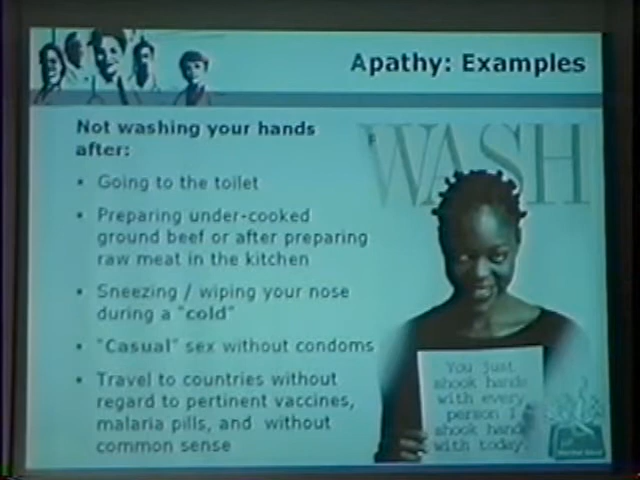 Apathy: Examples
Not washing your hands
after:
• Going to the toilet
• Preparing under-cooked
ground beef or after preparing
raw meat in the kitchen
• Sneezing / wiping your nose
during a "cold"
• "Casual" sex without condoms
• Travel to countries without
regard to pertinent vaccines,
malaria pills, and without
common sense
WASH
You just
shook hands
with every
person I
shook hands
with today.